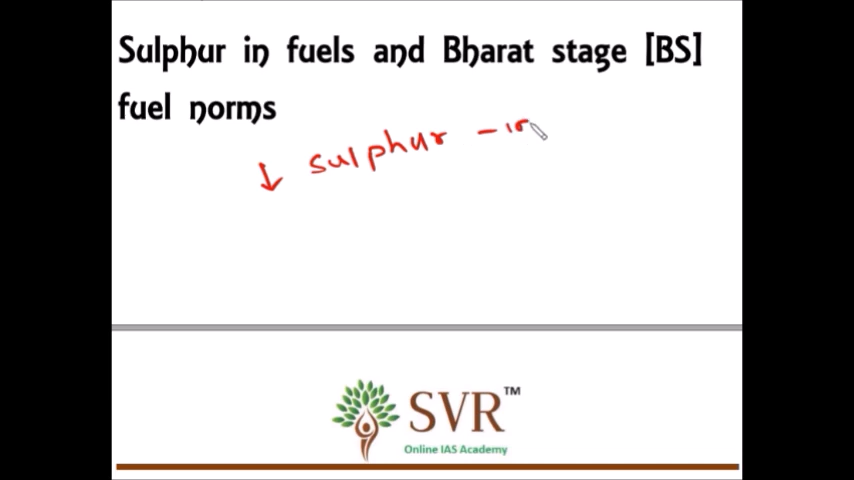 Sulphur in fuels and Bharat stage [BS]
fuel norms
↓ sulphur -
SVR™
Online IAS Academy